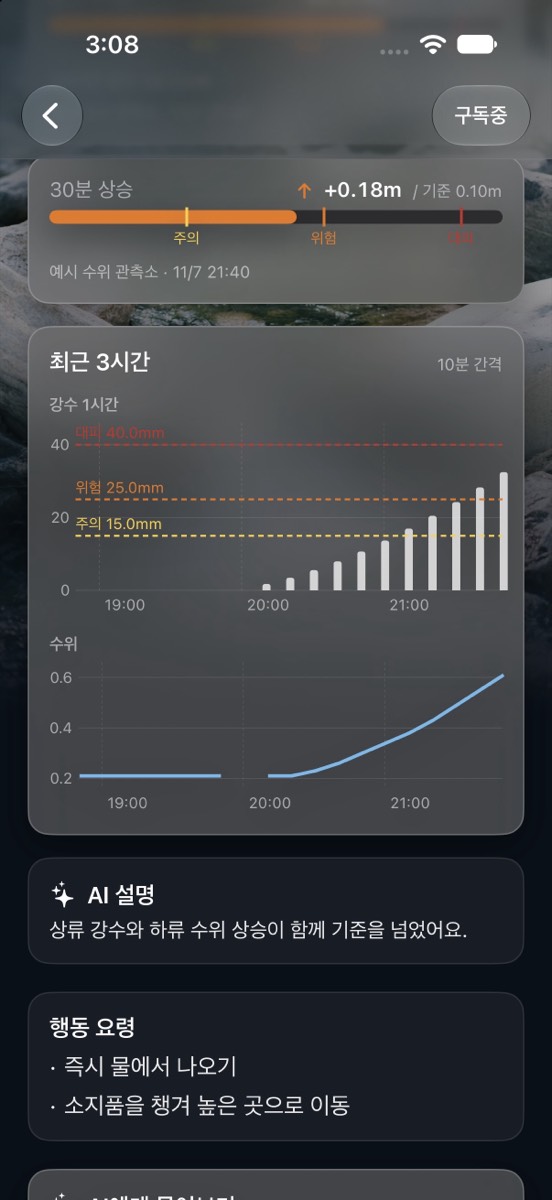 3:08
구독중
30분 상승 ↑ +0.18m / 기준 0.10m
주의 위험 대피
예시 수위 관측소 · 11/7 21:40
최근 3시간 10분 간격
강수 1시간
대피 40.0mm
40
위험 25.0mm
20
주의 15.0mm
0
19:00 20:00 21:00
수위
0.6
0.4
0.2
19:00 20:00 21:00
AI 설명
상류 강수와 하류 수위 상승이 함께 기준을 넘었어요.
행동 요령
· 즉시 물에서 나오기
· 소지품을 챙겨 높은 곳으로 이동